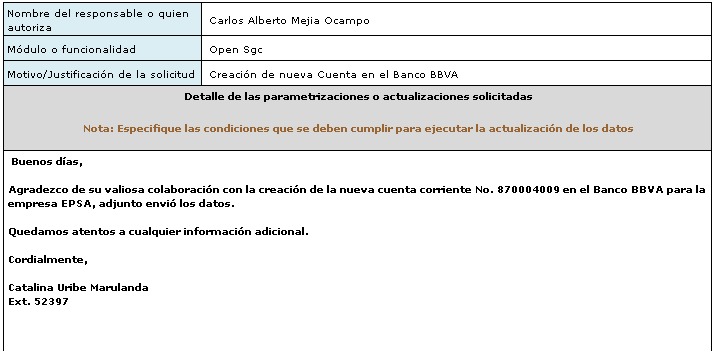 Nombre del responsable o quien
autoriza
Carlos Alberto Mejia Ocampo
Módulo o funcionalidad
Open Sgc
Motivo/Justificación de la solicitud
Creación de nueva Cuenta en el Banco BBVA
Detalle de las parametrizaciones o actualizaciones solicitadas
Nota: Especifique las condiciones que se deben cumplir para ejecutar la actualización de los datos
Buenos días,
Agradezco de su valiosa colaboración con la creación de la nueva cuenta corriente No. 870004009 en el Banco BBVA para la
empresa EPSA, adjunto envió los datos.
Quedamos atentos a cualquier información adicional.
Cordialmente,
Catalina Uribe Marulanda
Ext. 52397